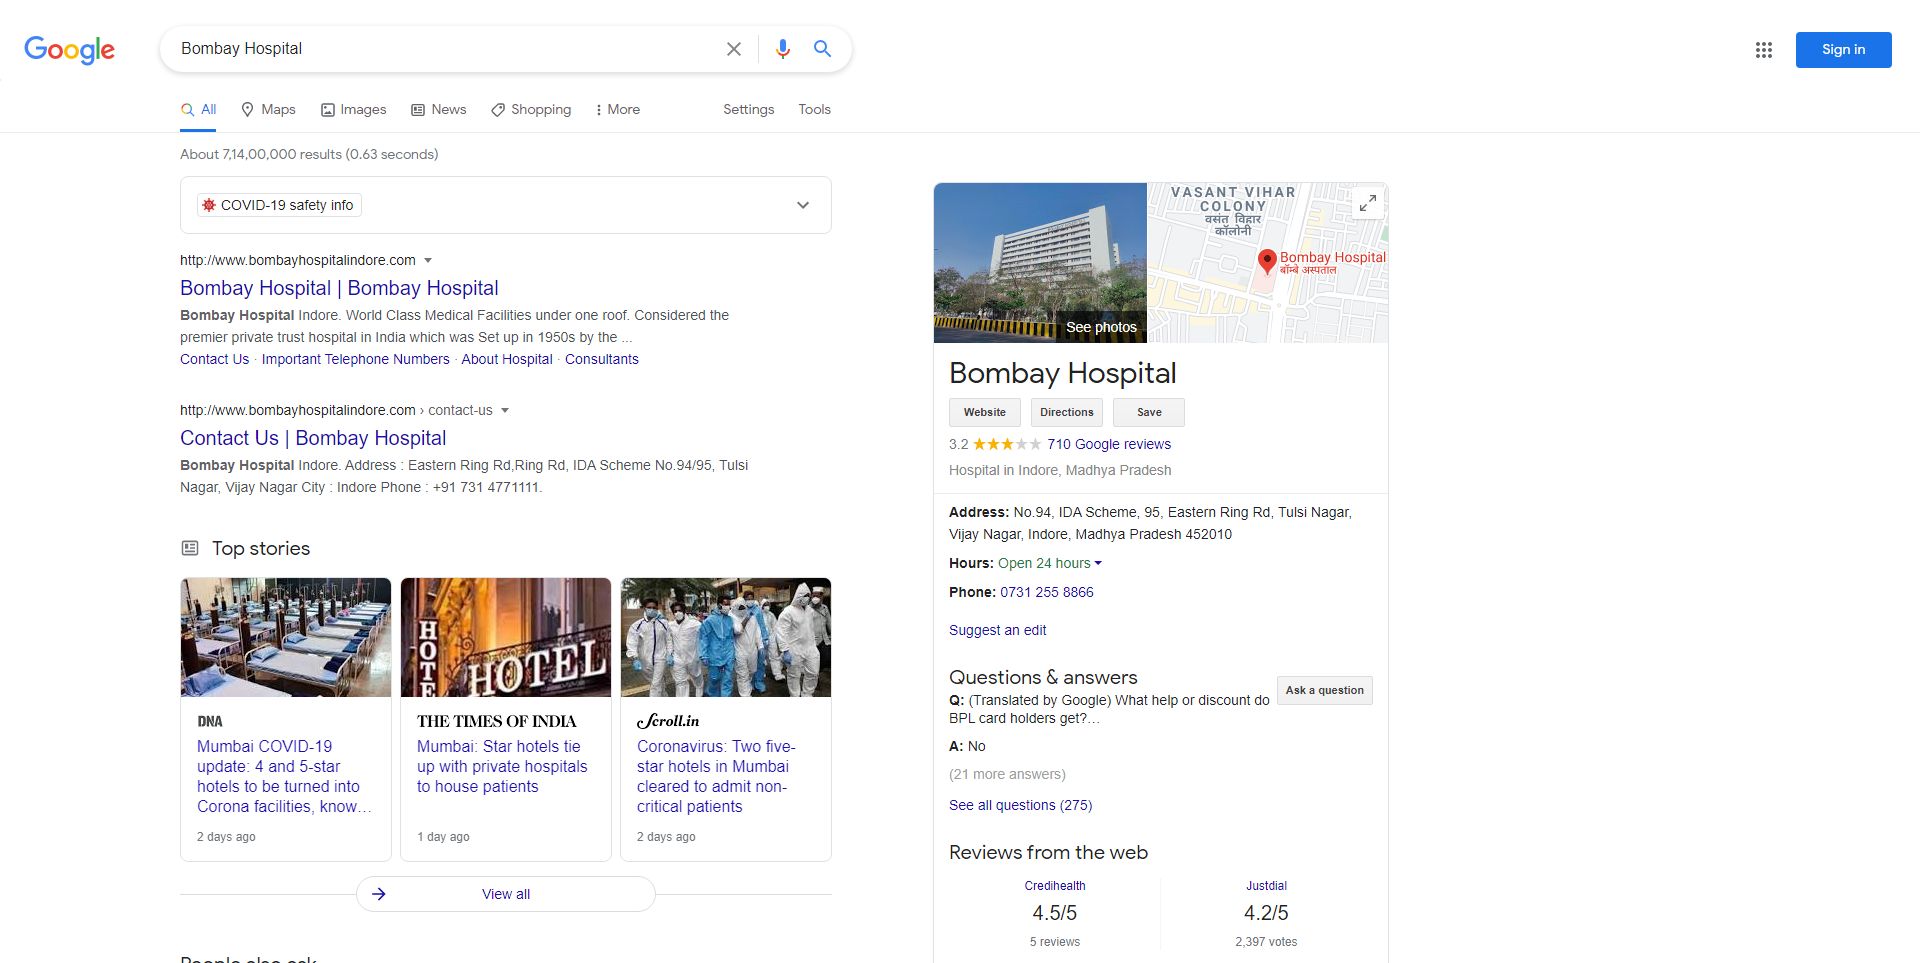 Google
Bombay Hospital
Sign in
All
Maps
Images
News
Shopping
More
Settings
Tools
About 7,14,00,000 results (0.63 seconds)
COVID-19 safety info
http://www.bombayhospitalindore.com
Bombay Hospital | Bombay Hospital
Bombay Hospital Indore. World Class Medical Facilities under one roof. Considered the
premier private trust hospital in India which was Set up in 1950s by the ...
Contact Us · Important Telephone Numbers · About Hospital · Consultants
http://www.bombayhospitalindore.com › contact-us
Contact Us | Bombay Hospital
Bombay Hospital Indore. Address : Eastern Ring Rd,Ring Rd, IDA Scheme No.94/95, Tulsi
Nagar, Vijay Nagar City : Indore Phone : +91 731 4771111.
Top stories
HOTE
HOTEL
DNA
Mumbai COVID-19
update: 4 and 5-star
hotels to be turned into
Corona facilities, know…
2 days ago
THE TIMES OF INDIA
Mumbai: Star hotels tie
up with private hospitals
to house patients
1 day ago
Scroll.in
Coronavirus: Two five-
star hotels in Mumbai
cleared to admit non-
critical patients
2 days ago
View all
People also ask
See photos
VASANT VIHAR
COLONY
वसंत विहार
कॉलोनी
Bombay Hospital
बॉम्बे अस्पताल
Bombay Hospital
Website
Directions
Save
3.2 710 Google reviews
Hospital in Indore, Madhya Pradesh
Address: No.94, IDA Scheme, 95, Eastern Ring Rd, Tulsi Nagar,
Vijay Nagar, Indore, Madhya Pradesh 452010
Hours: Open 24 hours
Phone: 0731 255 8866
Suggest an edit
Questions & answers
Ask a question
Q: (Translated by Google) What help or discount do
BPL card holders get?…
A: No
(21 more answers)
See all questions (275)
Reviews from the web
Credihealth
4.5/5
5 reviews
Justdial
4.2/5
2,397 votes